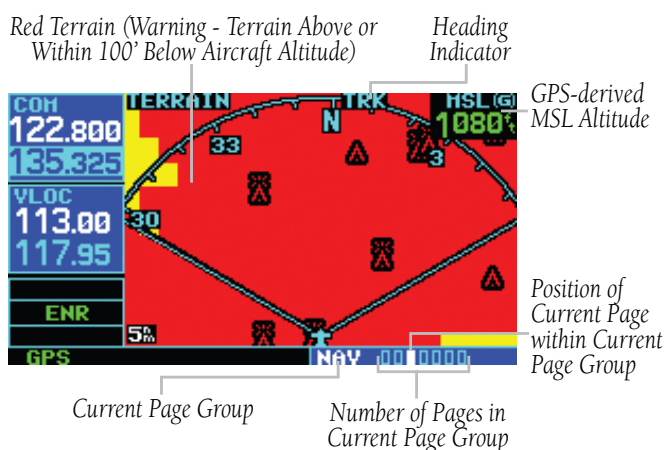 Red Terrain (Warning - Terrain Above or
Within 100' Below Aircraft Altitude)
Heading
Indicator
GPS-derived
MSL Altitude
COM
122.800
135.325
VLOC
113.00
117.95
ENR
GPS
TERRAIN
TRK
MSL(G)
1080ft
N
33
3
30
5nm
NAV
Position of
Current Page
within Current
Page Group
Current Page Group
Number of Pages in
Current Page Group